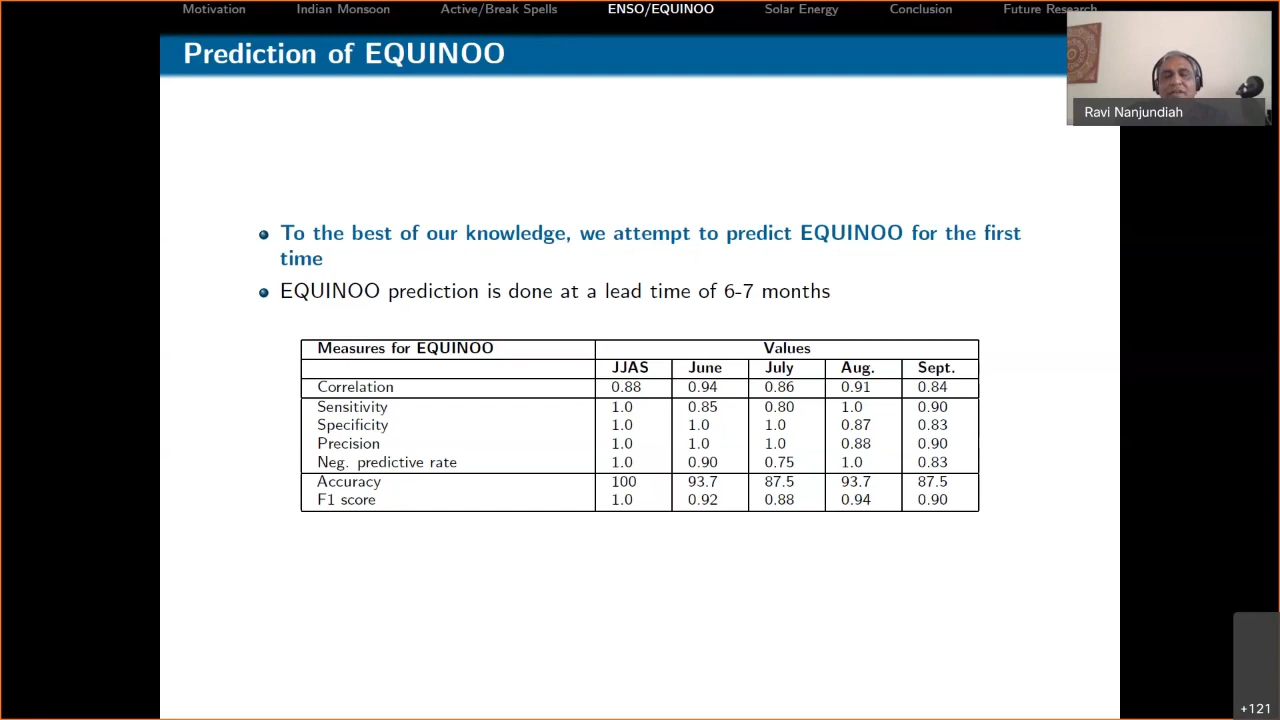 Motivation Indian Monsoon Active/Break Spells ENSO/EQUINOO Solar Energy Conclusion Future Research
Prediction of EQUINOO
Ravi Nanjundiah
To the best of our knowledge, we attempt to predict EQUINOO for the first
time
EQUINOO prediction is done at a lead time of 6-7 months
Measures for EQUINOO Values
JJAS June July Aug. Sept.
Correlation 0.88 0.94 0.86 0.91 0.84
Sensitivity 1.0 0.85 0.80 1.0 0.90
Specificity 1.0 1.0 1.0 0.87 0.83
Precision 1.0 1.0 1.0 0.88 0.90
Neg. predictive rate 1.0 0.90 0.75 1.0 0.83
Accuracy 100 93.7 87.5 93.7 87.5
F1 score 1.0 0.92 0.88 0.94 0.90
+121